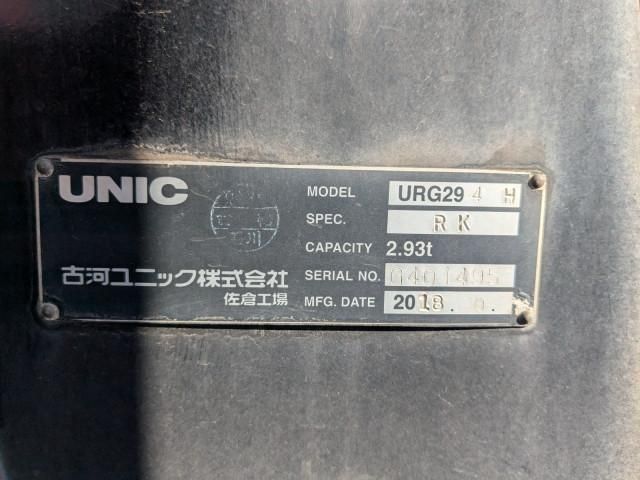 UNIC
MODEL URG29 4 H
SPEC. RK
CAPACITY 2.93t
SERIAL NO.
MFG. DATE 2018.
古河ユニック株式会社
佐倉工場